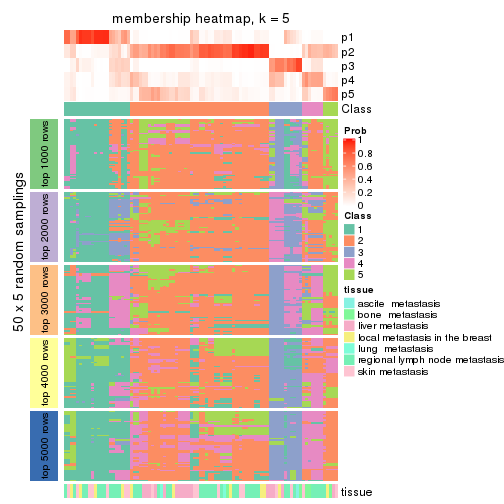 membership heatmap, k = 5
p1
p2
p3
p4
p5
Class
50 x 5 random samplings
top 1000 rows
top 2000 rows
top 3000 rows
top 4000 rows
top 5000 rows
Prob
1
0.8
0.6
0.4
0.2
0
Class
1
2
3
4
5
tissue
ascite metastasis
bone metastasis
liver metastasis
local metastasis in the breast
lung metastasis
regional lymph node metastasis
skin metastasis
tissue